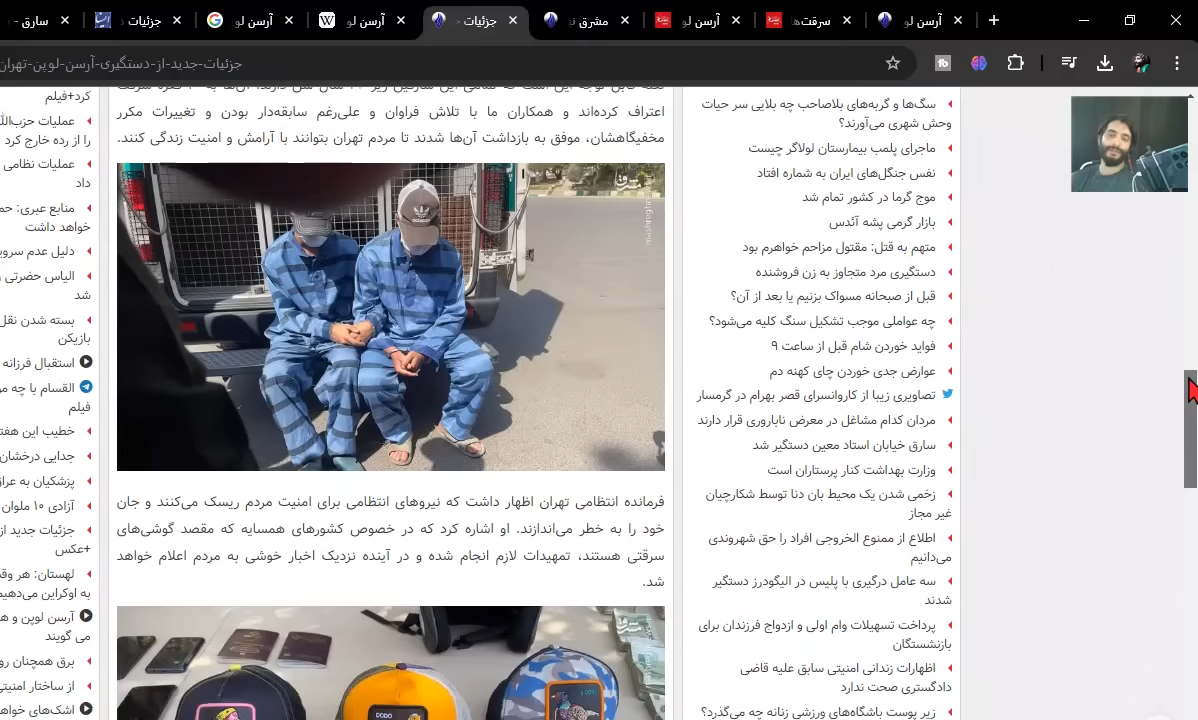 سارق -
جزئیات
آرسن لو
آرسن لو
جزئیات
مشرق نی
آرسن لو
سرقت‌ه
آرسن لو
جزئیات-جدید-از-دستگیری-آرسن-لوپن-تهران
اعتراف کرده‌اند و همکاران ما با تلاش فراوان و علی‌رغم سابقه‌دار بودن و تغییرات مکرر
مخفیگاهشان، موفق به بازداشت آن‌ها شدند تا مردم تهران بتوانند با آرامش و امنیت زندگی کنند.
مشرق
mashreghnews
فرمانده انتظامی تهران اظهار داشت که نیروهای انتظامی برای امنیت مردم ریسک می‌کنند و جان
خود را به خطر می‌اندازند. او اشاره کرد که در خصوص کشورهای همسایه که مقصد گوشی‌های
سرقتی هستند، تمهیدات لازم انجام شده و در آینده نزدیک اخبار خوشی به مردم اعلام خواهد
شد.
DODO
سگ‌ها و گربه‌های بلاصاحب چه بلایی سر حیات
وحش شهری می‌آورند؟
ماجرای پلمب بیمارستان لولاگر چیست
نفس جنگل‌های ایران به شماره افتاد
موج گرما در کشور تمام شد
بازار گرمی پشه آئدس
متهم به قتل: مقتول مزاحم خواهرم بود
دستگیری مرد متجاوز به زن فروشنده
قبل از صبحانه مسواک بزنیم یا بعد از آن؟
چه عواملی موجب تشکیل سنگ کلیه می‌شود؟
فواید خوردن شام قبل از ساعت ۹
عوارض جدی خوردن چای کهنه دم
تصاویری زیبا از کاروانسرای قصر بهرام در گرمسار
مردان کدام مشاغل در معرض ناباروری قرار دارند
سارق خیابان استاد معین دستگیر شد
وزارت بهداشت کنار پرستاران است
زخمی شدن یک محیط بان دنا توسط شکارچیان
غیر مجاز
اطلاع از ممنوع الخروجی افراد را حق شهروندی
می‌دانیم
سه عامل درگیری با پلیس در الیگودرز دستگیر
شدند
پرداخت تسهیلات وام اولی و ازدواج فرزندان برای
بازنشستگان
اظهارات زندانی امنیتی سابق علیه قاضی
دادگستری صحت ندارد
زیر پوست باشگاه‌های ورزشی زنانه چه می‌گذرد؟
کرد+فیلم
عملیات حزب‌الله
را از رده خارج کرد
عملیات نظامی
داد
منابع عبری: حم
خواهد داشت
دلیل عدم سروی
الیاس حضرتی
شد
بسته شدن نقل
بازیکن
استقبال فرزانه
القسام با چه مو
فیلم
خطیب این هفت
جدایی درخشان
پزشکیان به عراق
آزادی ۱۰ ملوان
جزئیات جدید از
+عکس
لهستان: هر وقت
به اوکراین می‌دهیم
آرسن لوپن و ه
می گویند
برق همچنان رو
از ساختار امنیتی
اشک‌های خواه